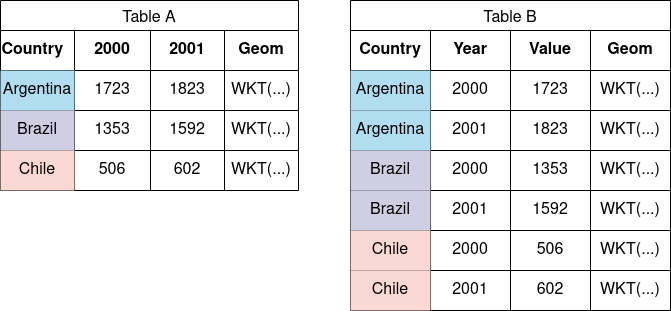 Table A
Country 2000 2001 Geom
Argentina 1723 1823 WKT(...)
Brazil 1353 1592 WKT(...)
Chile 506 602 WKT(...)
Table B
Country Year Value Geom
Argentina 2000 1723 WKT(...)
Argentina 2001 1823 WKT(...)
Brazil 2000 1353 WKT(...)
Brazil 2001 1592 WKT(...)
Chile 2000 506 WKT(...)
Chile 2001 602 WKT(...)